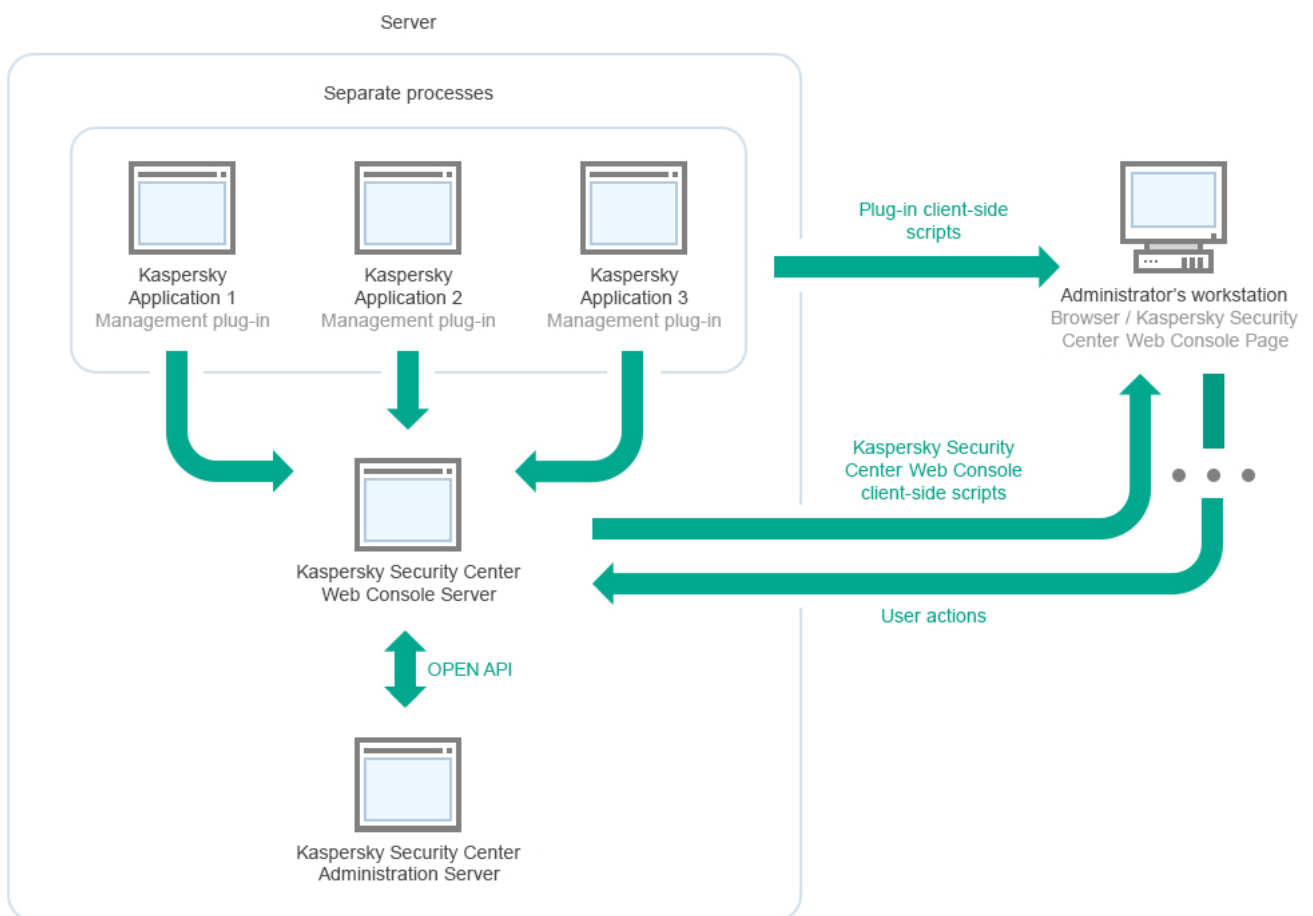 Server
Separate processes
Kaspersky
Application 1
Management plug-in
Kaspersky
Application 2
Management plug-in
Kaspersky
Application 3
Management plug-in
Plug-in client-side
scripts
Administrator's workstation
Browser / Kaspersky Security
Center Web Console Page
Kaspersky Security
Center Web Console
client-side scripts
Kaspersky Security Center
Web Console Server
User actions
OPEN API
Kaspersky Security Center
Administration Server